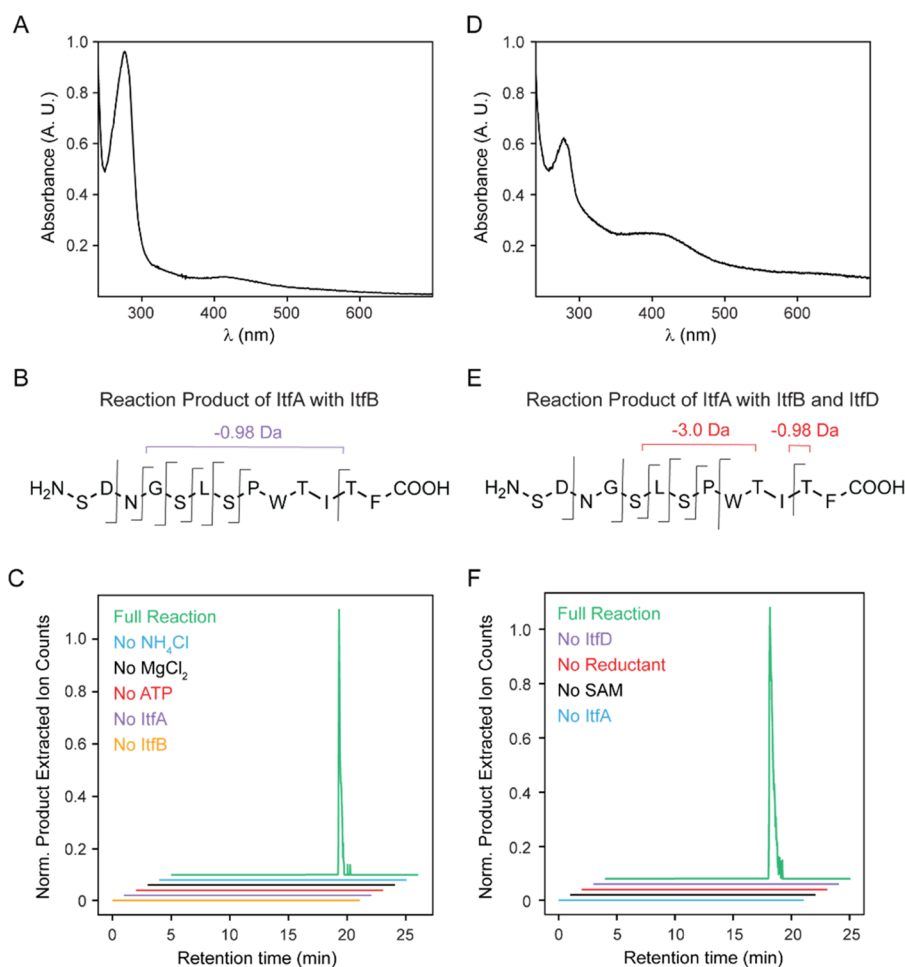 A
Absorbance (A. U.)
1.0
0.8
0.6
0.4
0.2
300
400
500
600
λ (nm)
D
Absorbance (A. U.)
1.0
0.8
0.6
0.4
0.2
300
400
500
600
λ (nm)
B
Reaction Product of ItfA with ItfB
-0.98 Da
H₂N S D N G S L S P W T I T F COOH
E
Reaction Product of ItfA with ItfB and ItfD
-3.0 Da
-0.98 Da
H₂N S D N G S L S P W T I T F COOH
C
Norm. Product Extracted Ion Counts
Full Reaction
No NH₄Cl
No MgCl₂
No ATP
No ItfA
No ItfB
1.0
0.8
0.6
0.4
0.2
0
0
5
10
15
20
25
Retention time (min)
F
Norm. Product Extracted Ion Counts
Full Reaction
No ItfD
No Reductant
No SAM
No ItfA
1.0
0.8
0.6
0.4
0.2
0
0
5
10
15
20
25
Retention time (min)